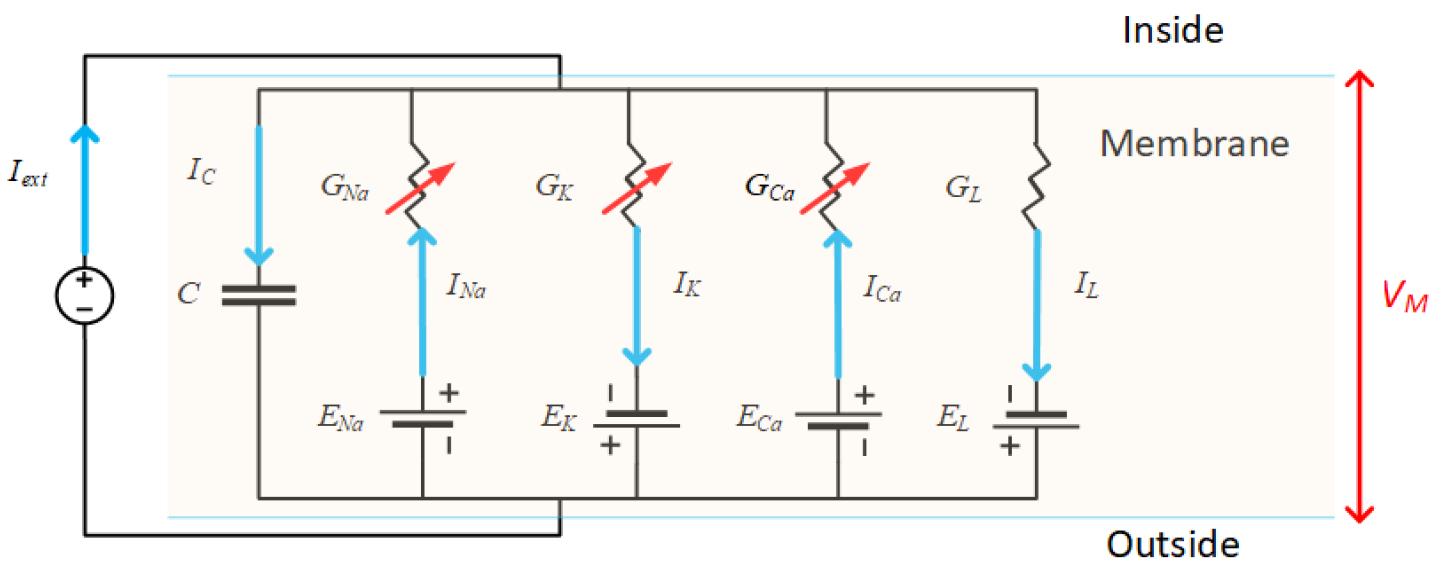 Inside
Membrane
I_ext
I_C
G_Na
G_K
G_Ca
G_L
+
−
C
I_Na
I_K
I_Ca
I_L
V_M
E_Na
+
−
E_K
−
+
E_Ca
+
−
E_L
−
+
Outside